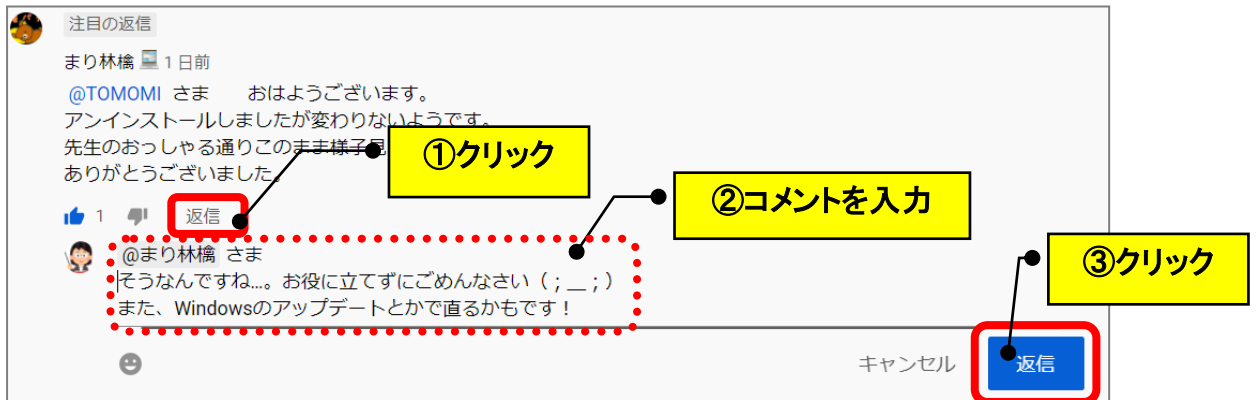 注目の返信
まり林檎 1 日前
@TOMOMI さま おはようございます。
アンインストールしましたが変わりないようです。
先生のおっしゃる通りこのまま様子見
ありがとうございました。
①クリック
1 返信
②コメントを入力
@まり林檎 さま
そうなんですね…。お役に立てずにごめんなさい（；＿；）
また、Windowsのアップデートとかで直るかもです！
③クリック
キャンセル 返信